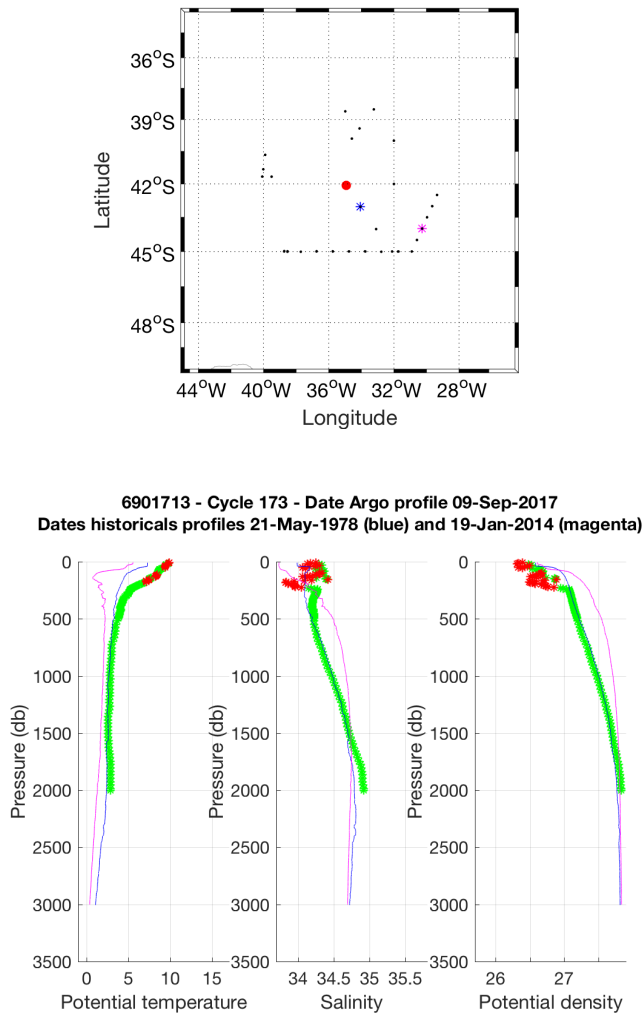 36°S
39°S
42°S
45°S
48°S
Latitude
44°W 40°W 36°W 32°W 28°W
Longitude
6901713 - Cycle 173 - Date Argo profile 09-Sep-2017
Dates historicals profiles 21-May-1978 (blue) and 19-Jan-2014 (magenta)
0
500
1000
1500
2000
2500
3000
3500
Pressure (db)
0 5 10 15
Potential temperature
0
500
1000
1500
2000
2500
3000
3500
Pressure (db)
34 34.5 35 35.5
Salinity
0
500
1000
1500
2000
2500
3000
3500
Pressure (db)
26 27
Potential density